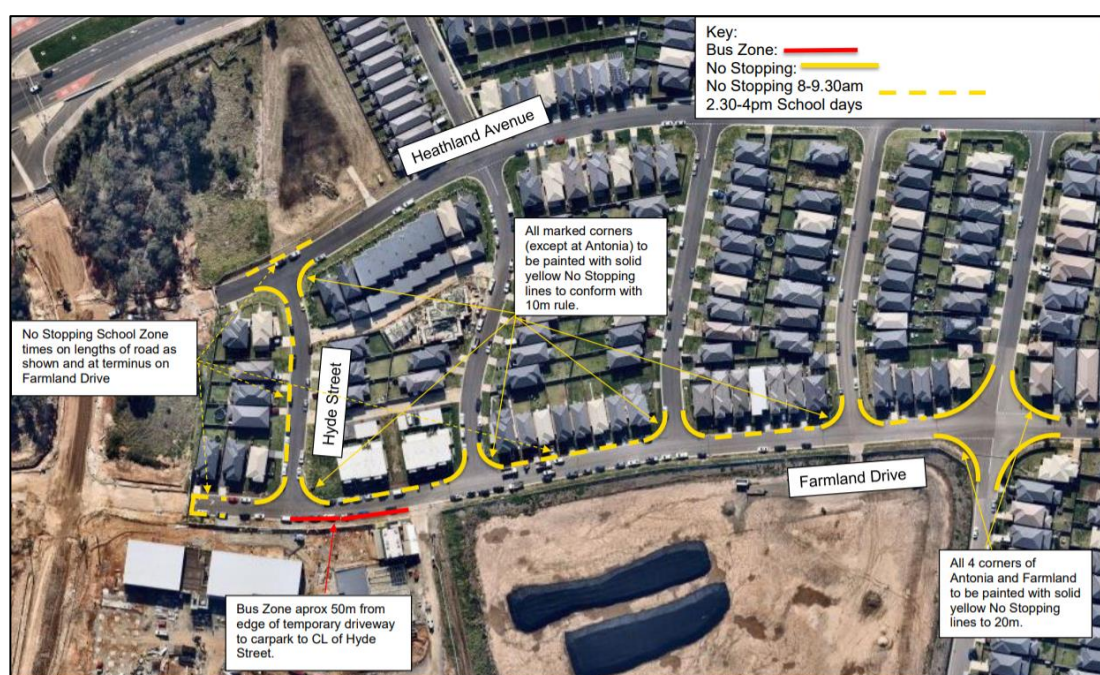 Key:
Bus Zone:
No Stopping:
No Stopping 8-9.30am
2.30-4pm School days
Heathland Avenue
All marked corners
(except at Antonia) to
be painted with solid
yellow No Stopping
lines to conform with
10m rule.
No Stopping School Zone
times on lengths of road as
shown and at terminus on
Farmland Drive
Hyde Street
Farmland Drive
All 4 corners of
Antonia and Farmland
to be painted with solid
yellow No Stopping
lines to 20m.
Bus Zone aprox 50m from
edge of temporary driveway
to carpark to CL of Hyde
Street.